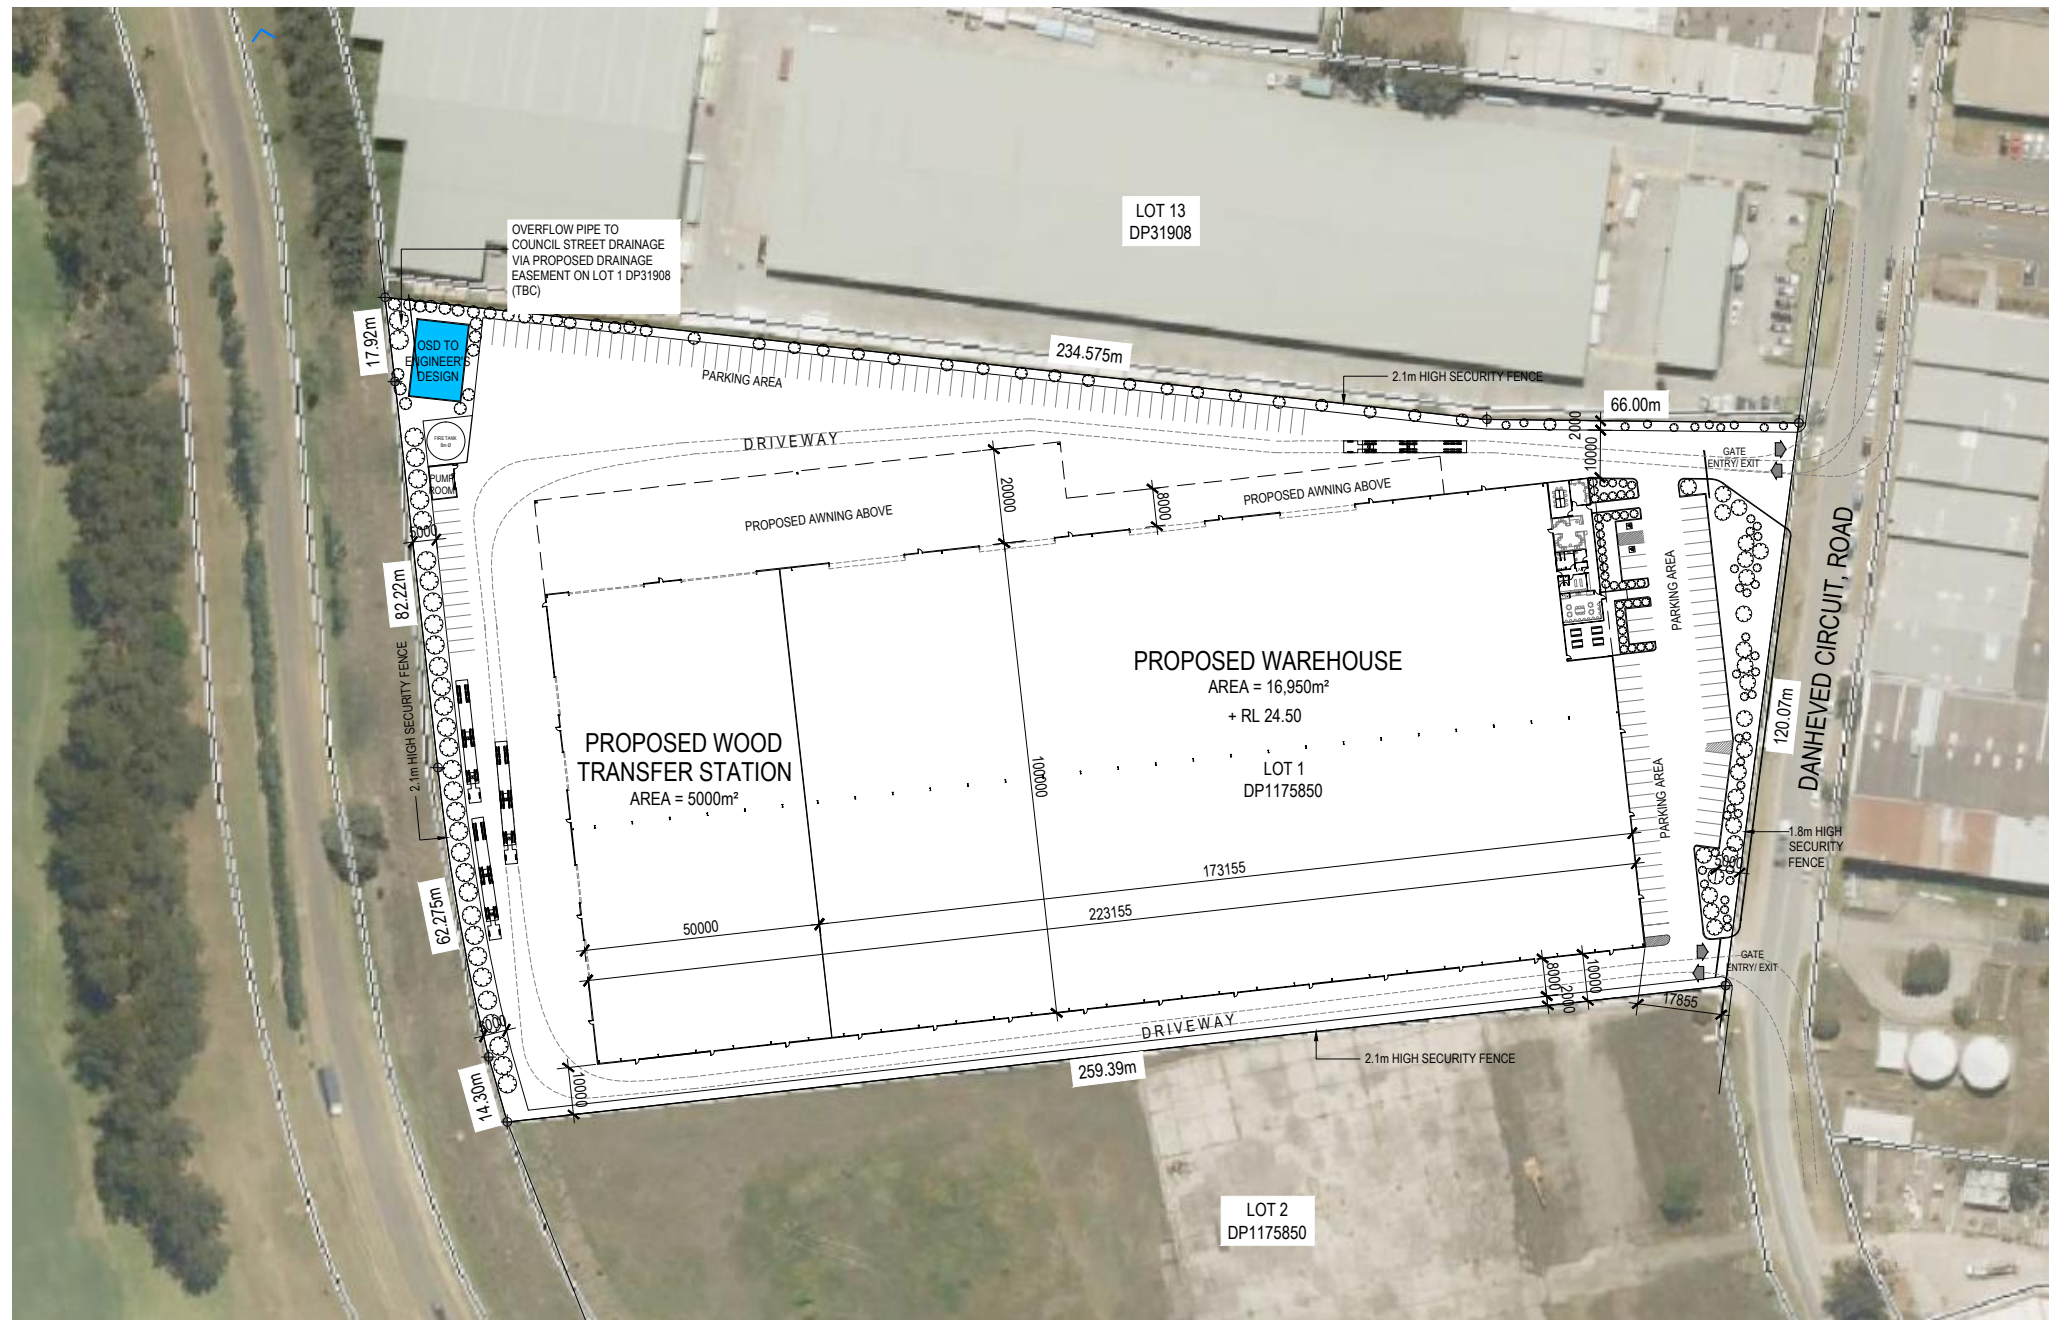 LOT 13
DP31908
OVERFLOW PIPE TO
COUNCIL STREET DRAINAGE
VIA PROPOSED DRAINAGE
EASEMENT ON LOT 1 DP31908
(TBC)
17.92m
OSD TO
ENGINEER'S
DESIGN
234.575m
PARKING AREA
2.1m HIGH SECURITY FENCE
66.00m
2000
10000
GATE
ENTRY/ EXIT
DRIVEWAY
FIRE TANK
PUMP
ROOM
20000
8000
PROPOSED AWNING ABOVE
PROPOSED AWNING ABOVE
5000
82.22m
2.1m HIGH SECURITY FENCE
PARKING AREA
DANHEVED CIRCUIT, ROAD
PROPOSED WAREHOUSE
AREA = 16,950m²
+ RL 24.50
PROPOSED WOOD
TRANSFER STATION
AREA = 5000m²
LOT 1
DP1175850
100000
120.07m
PARKING AREA
1.8m HIGH
SECURITY
FENCE
5000
173155
223155
50000
62.275m
GATE
ENTRY/ EXIT
8000
2000
10000
17855
DRIVEWAY
2.1m HIGH SECURITY FENCE
259.39m
10000
14.30m
LOT 2
DP1175850